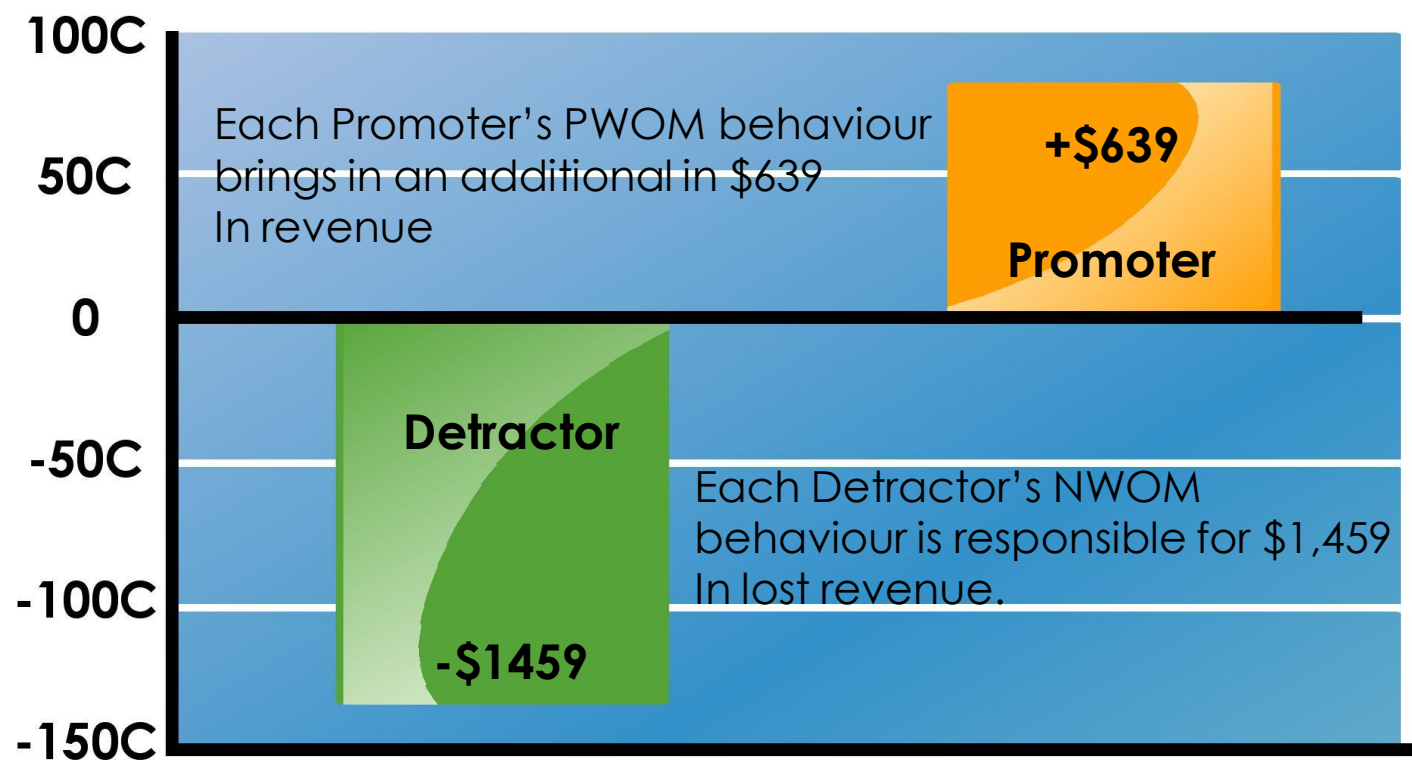 100C
50C
0
-50C
-100C
-150C
Each Promoter's PWOM behaviour
brings in an additional in $639
In revenue
+$639
Promoter
Detractor
-$1459
Each Detractor's NWOM
behaviour is responsible for $1,459
In lost revenue.